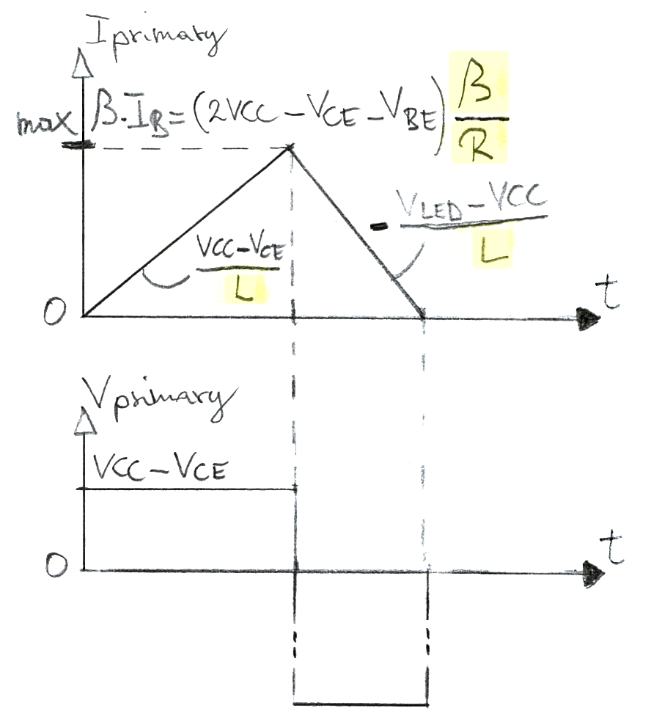 Iprimary
max β.IB=(2VCC-VCE-VBE) β/R
- VLED-VCC/L
VCC-VCE/L
0 t
Vprimary
VCC-VCE
0 t